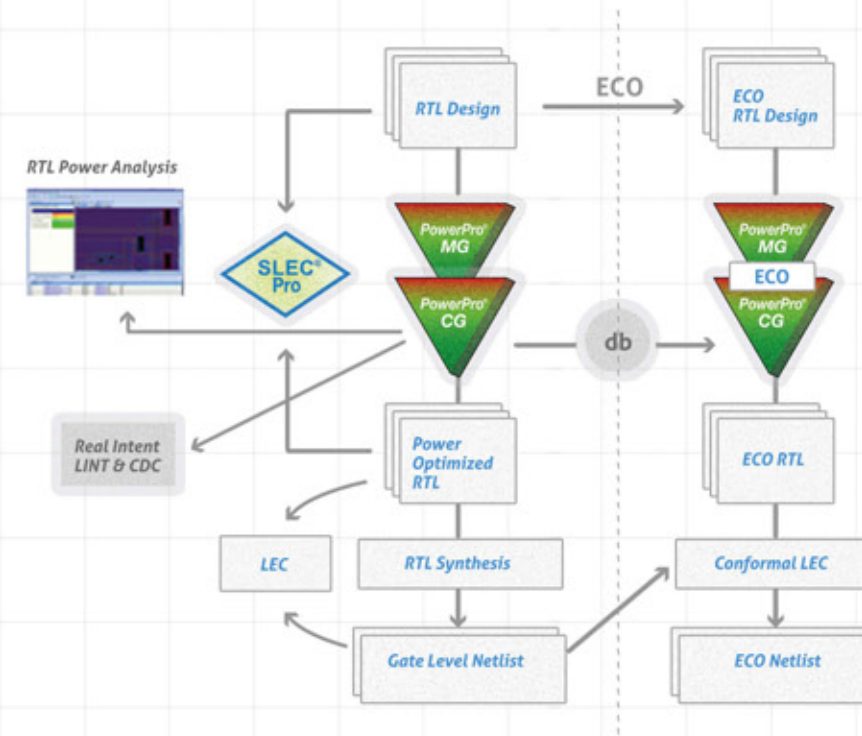 RTL Design
ECO
ECO
RTL Design
RTL Power Analysis
PowerPro®
MG
SLEC®
Pro
PowerPro®
CG
PowerPro®
MG
ECO
PowerPro®
CG
db
Real Intent
LINT & CDC
Power
Optimized
RTL
ECO RTL
LEC
RTL Synthesis
Conformal LEC
Gate Level Netlist
ECO Netlist